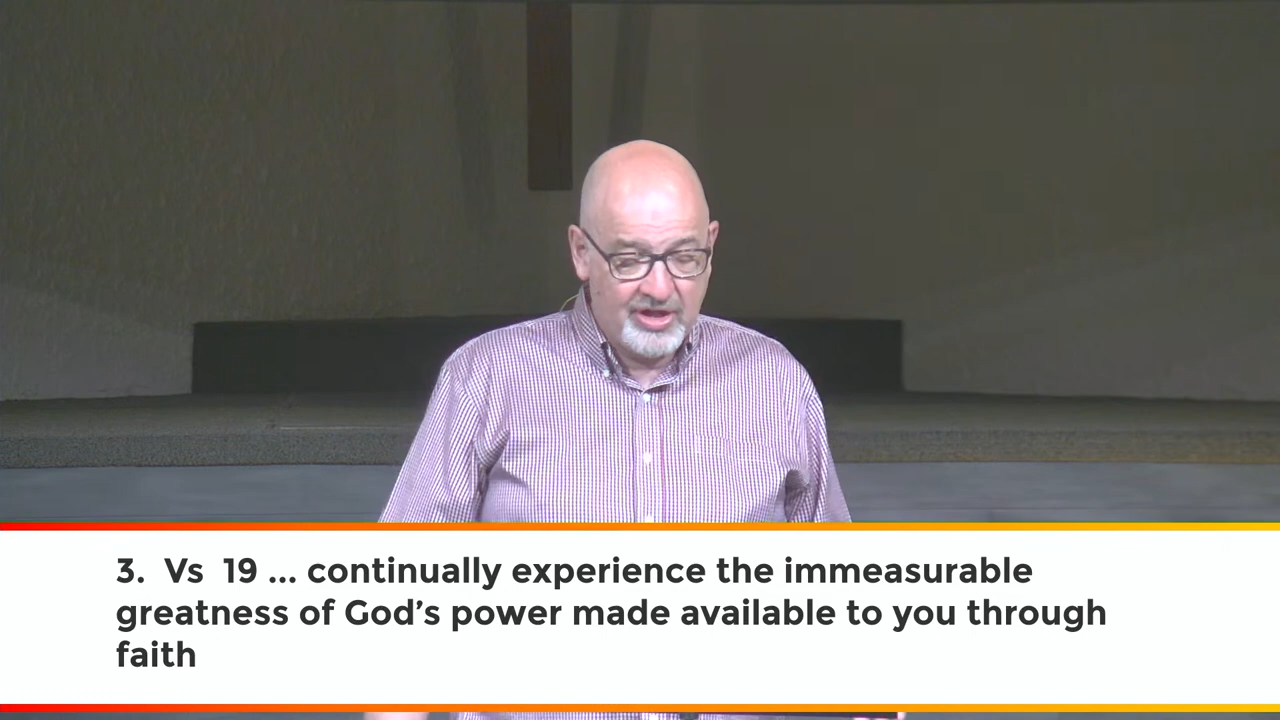 3. Vs 19 ... continually experience the immeasurable
greatness of God’s power made available to you through
faith